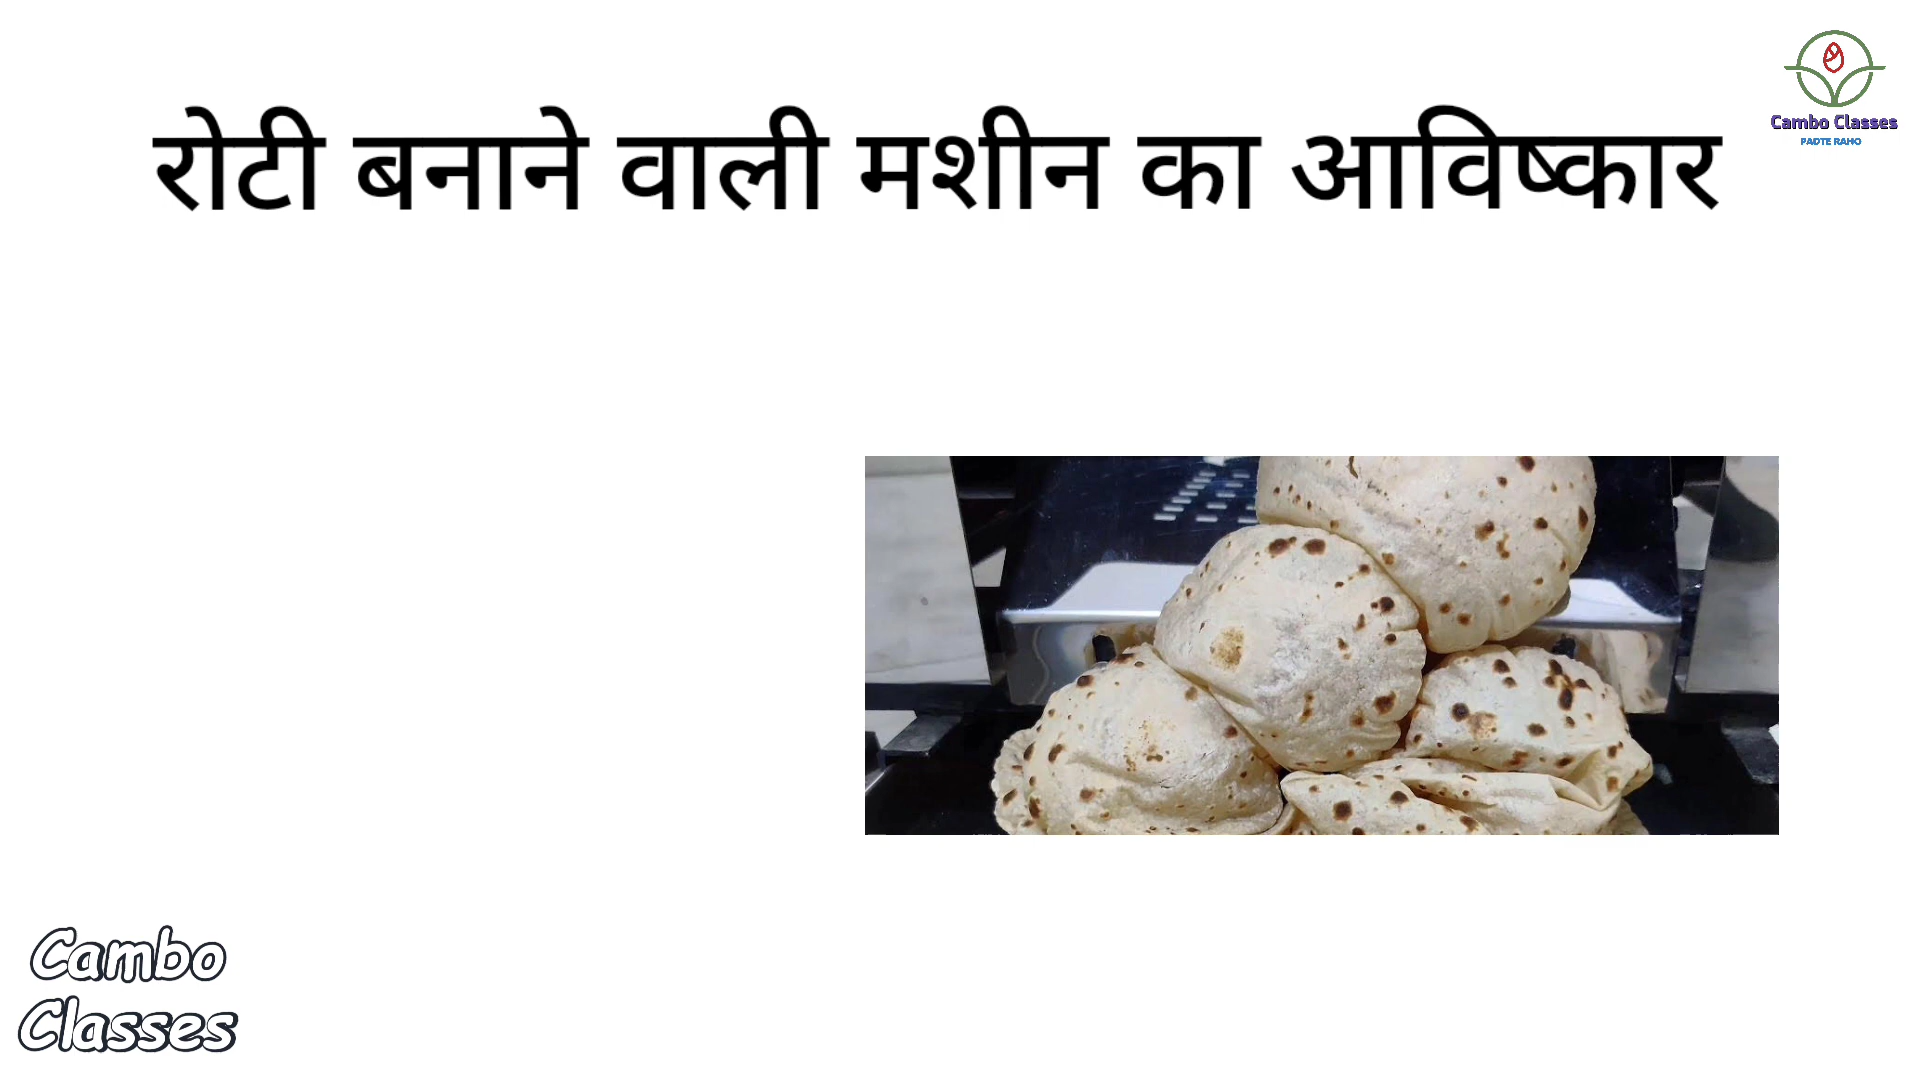 रोटी बनाने वाली मशीन का आविष्कार
Cambo Classes
PADTE RAHO
Cambo
Classes